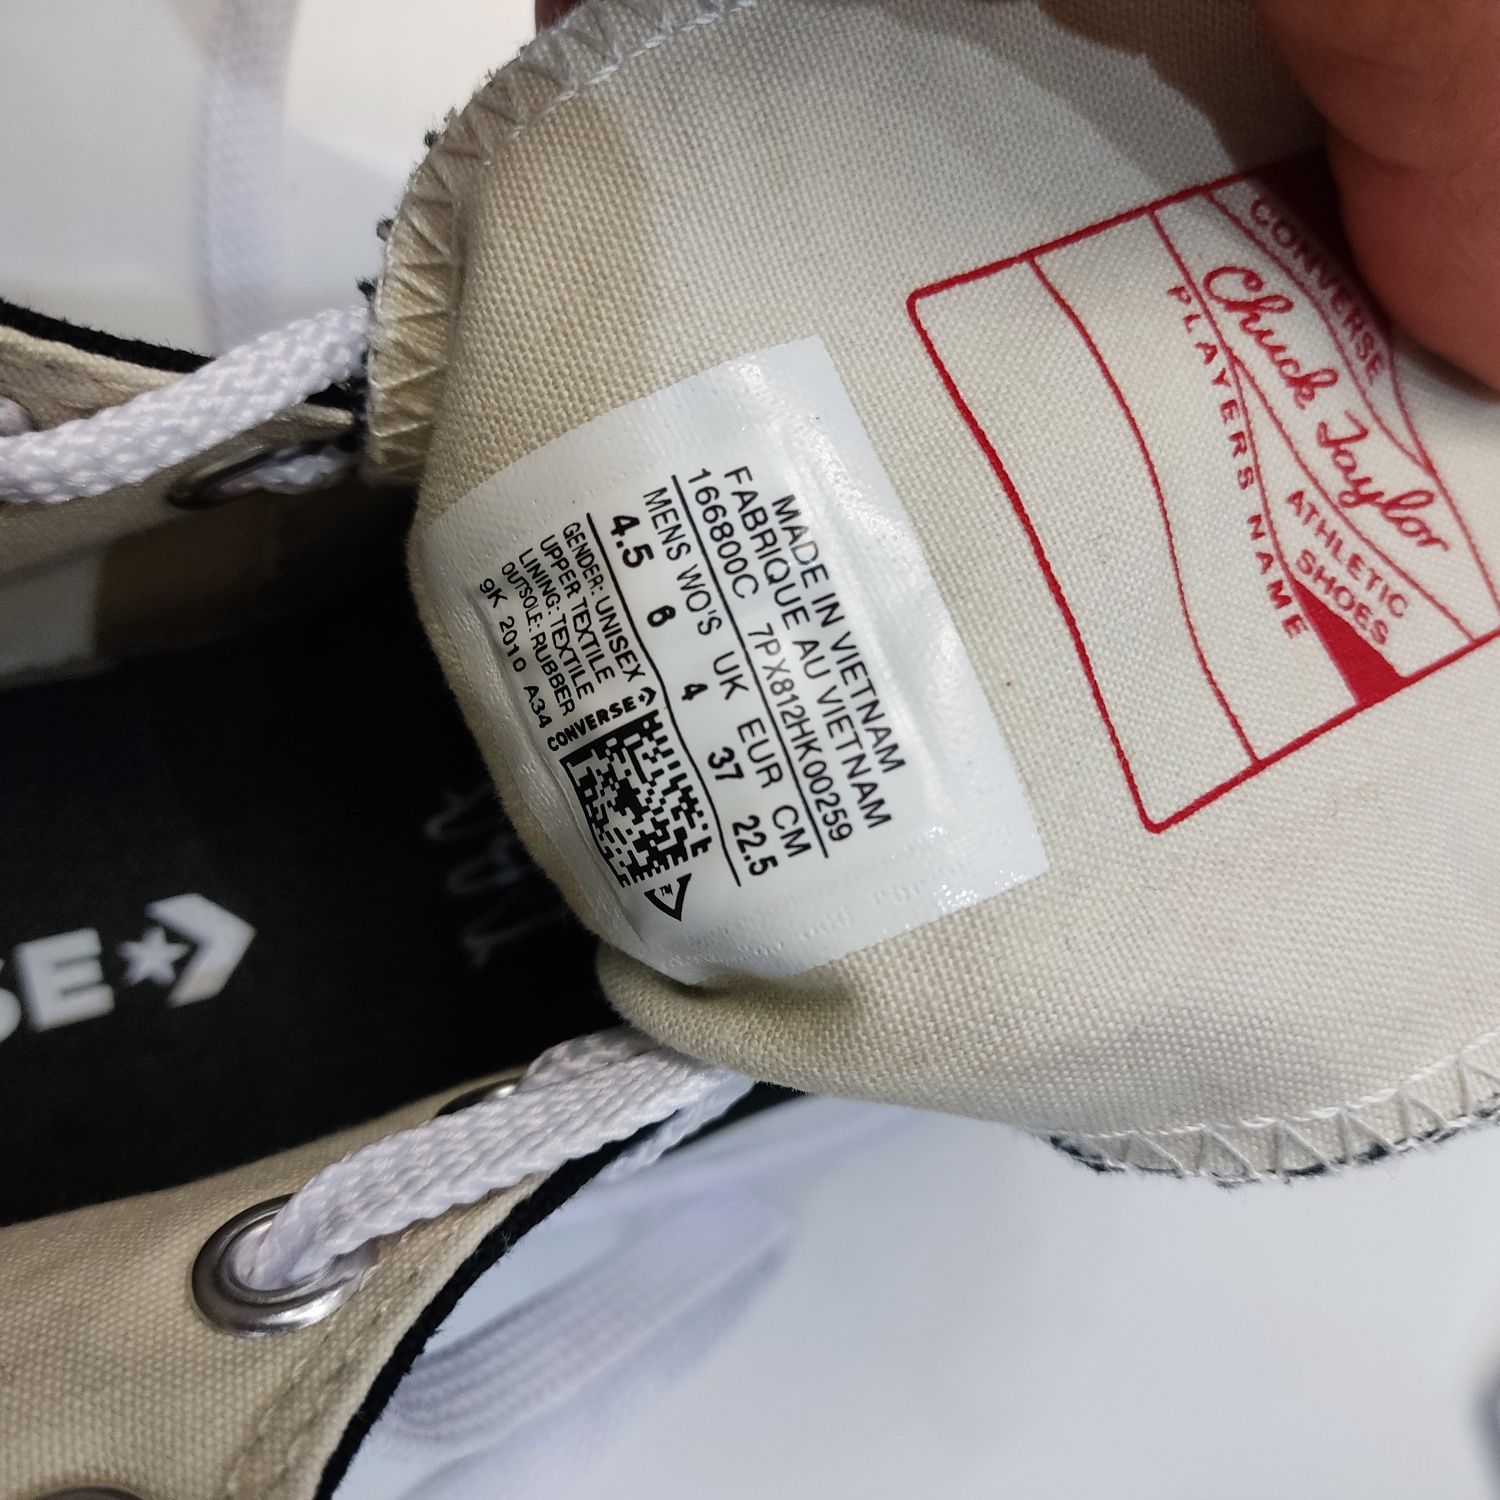 MADE IN VIETNAM
FABRIQUE AU VIETNAM
166800C 7PX812HK00259
MENS WO'S UK EUR CM
4.5 6 4 37 22.5
GENDER: UNISEX
UPPER TEXTILE
LINING: TEXTILE
OUTSOLE: RUBBER
9K 2010 A34
CONVERSE
CONVERSE
Chuck Taylor
ATHLETIC
SHOES
PLAYERS NAME
SE